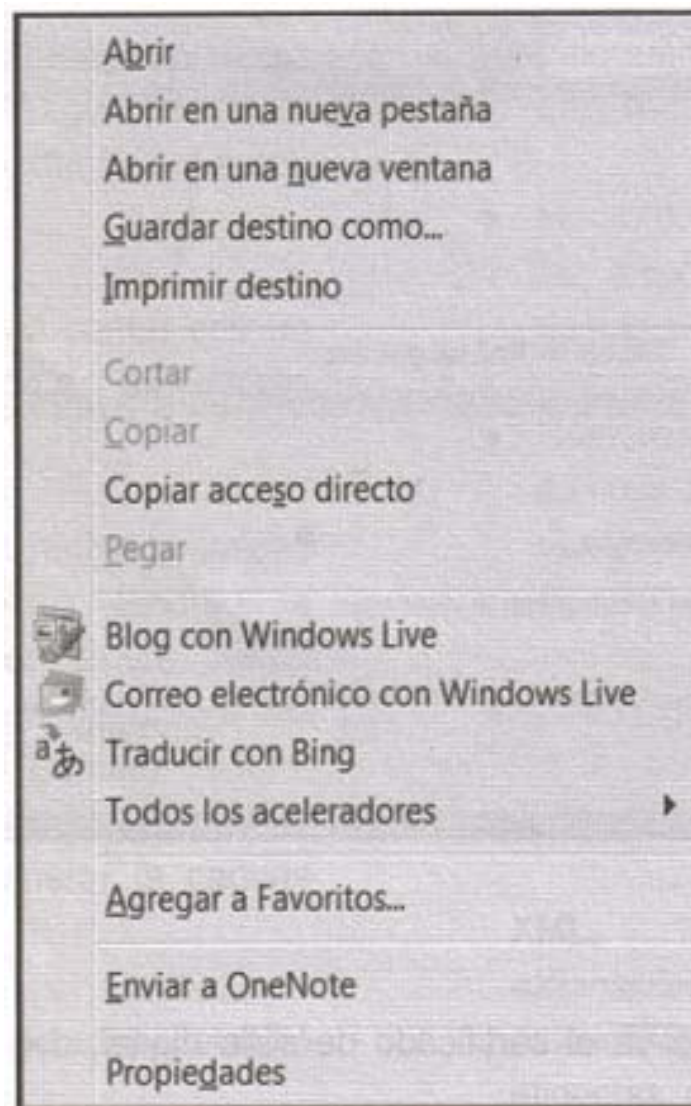 Abrir
Abrir en una nueva pestaña
Abrir en una nueva ventana
Guardar destino como...
Imprimir destino
Cortar
Copiar
Copiar acceso directo
Pegar
Blog con Windows Live
Correo electrónico con Windows Live
Traducir con Bing
Todos los aceleradores
Agregar a Favoritos...
Enviar a OneNote
Propiedades